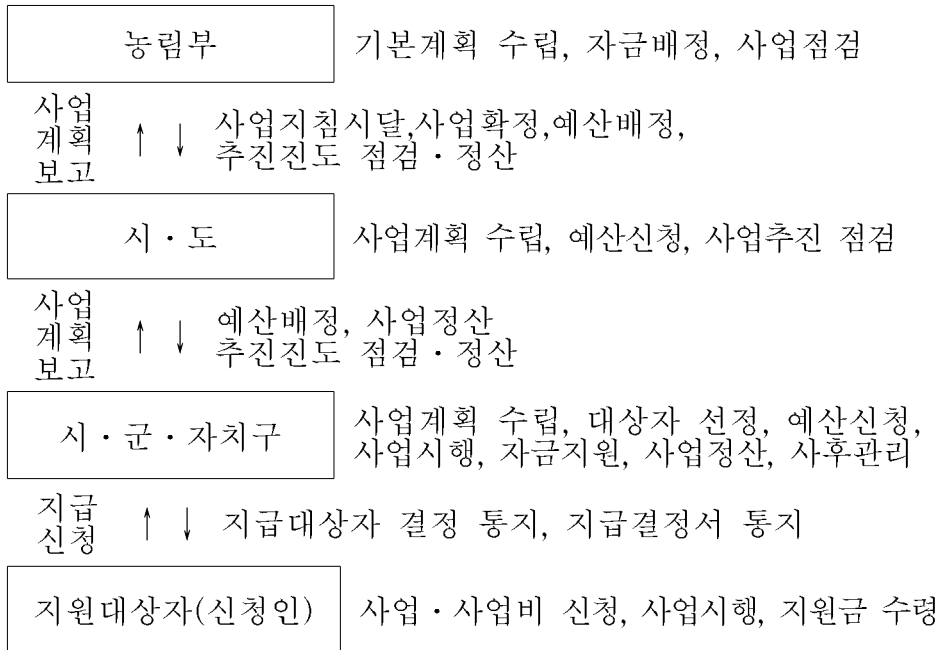 농림부
기본계획 수립, 자금배정, 사업점검
사업
계획
보고
↑ ↓
사업지침시달,사업확정,예산배정,
추진진도 점검・정산
시・도
사업계획 수립, 예산신청, 사업추진 점검
사업
계획
보고
↑ ↓
예산배정, 사업정산
추진진도 점검・정산
시・군・자치구
사업계획 수립, 대상자 선정, 예산신청,
사업시행, 자금지원, 사업정산, 사후관리
지급
신청
↑ ↓
지급대상자 결정 통지, 지급결정서 통지
지원대상자(신청인)
사업・사업비 신청, 사업시행, 지원금 수령